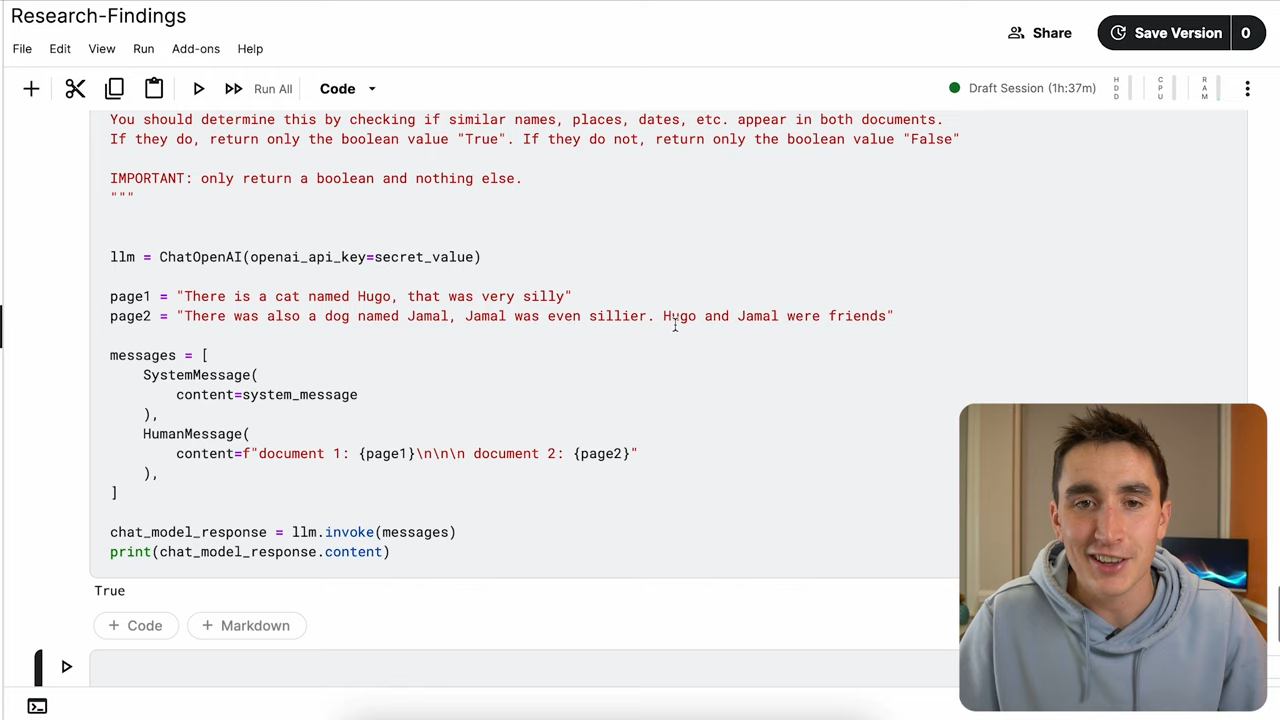 Research-Findings
File Edit View Run Add-ons Help
Share
Save Version 0
Run All
Code
Draft Session (1h:37m)
HDD
CPU
RAM
You should determine this by checking if similar names, places, dates, etc. appear in both documents.
If they do, return only the boolean value "True". If they do not, return only the boolean value "False"
IMPORTANT: only return a boolean and nothing else.
"""
llm = ChatOpenAI(openai_api_key=secret_value)
page1 = "There is a cat named Hugo, that was very silly"
page2 = "There was also a dog named Jamal, Jamal was even sillier. Hugo and Jamal were friends"
messages = [
    SystemMessage(
        content=system_message
    ),
    HumanMessage(
        content=f"document 1: {page1}\n\n\n document 2: {page2}"
    ),
]
chat_model_response = llm.invoke(messages)
print(chat_model_response.content)
True
+ Code
+ Markdown